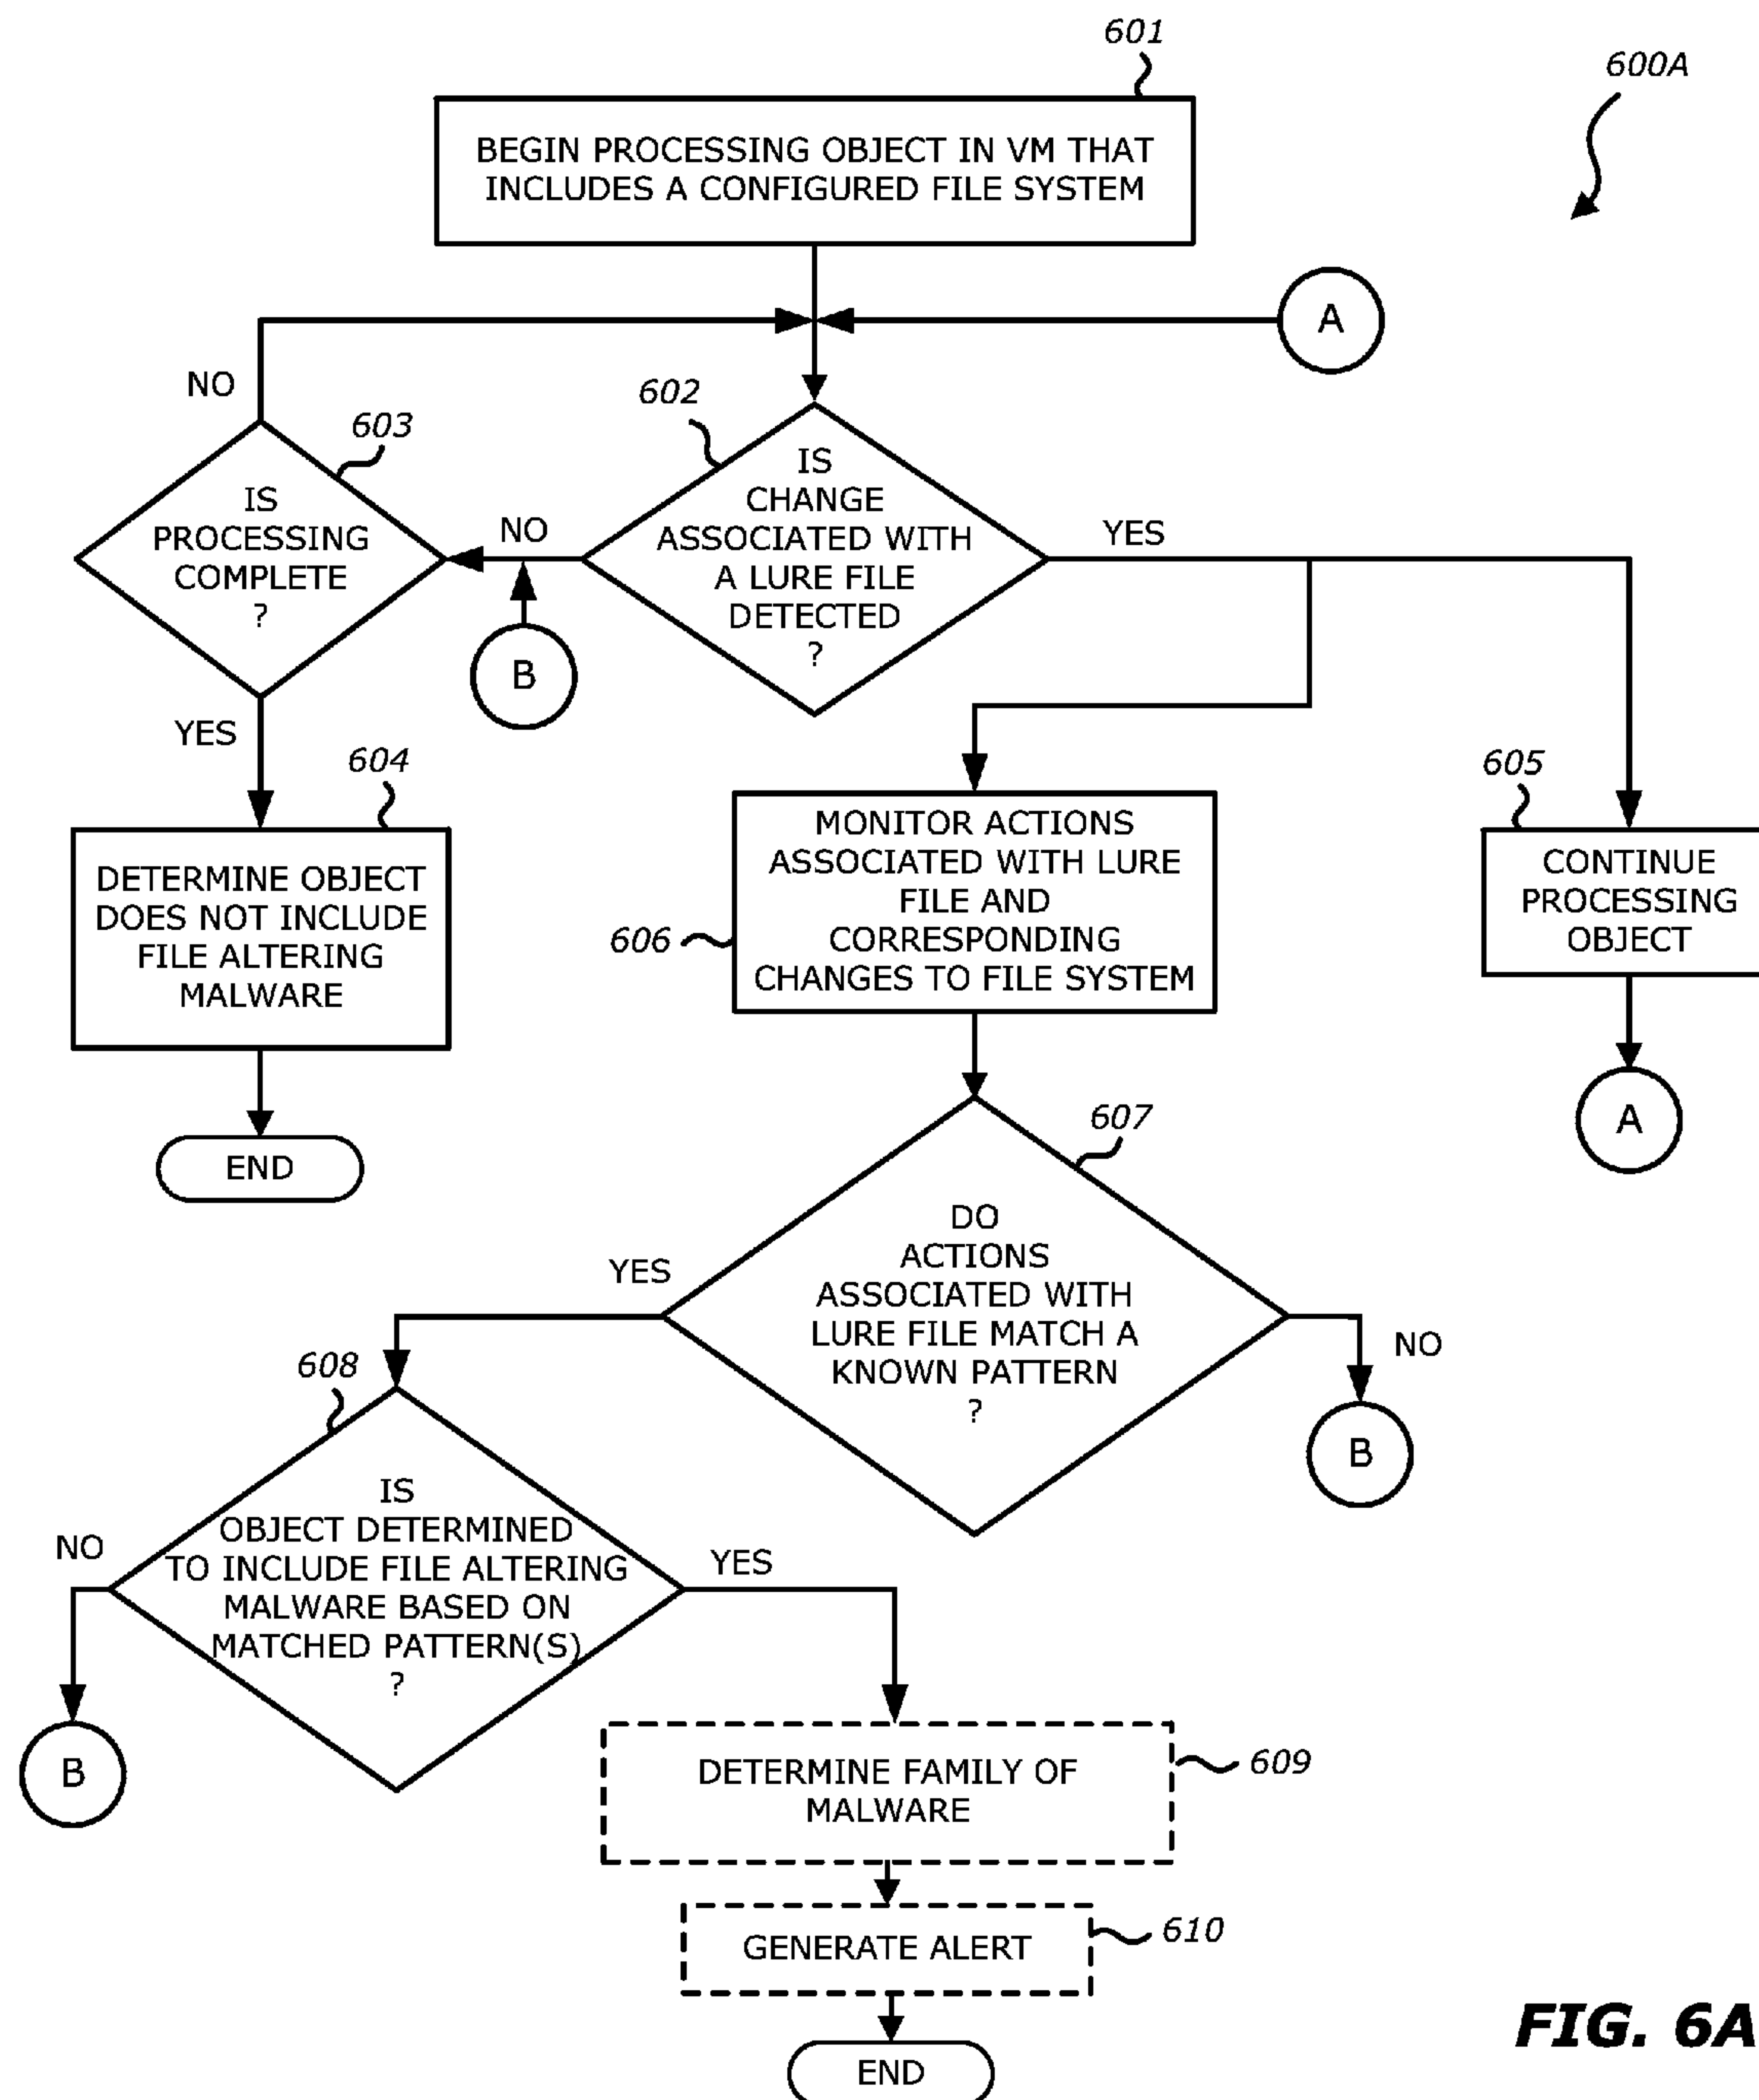 601
600A
BEGIN PROCESSING OBJECT IN VM THAT
INCLUDES A CONFIGURED FILE SYSTEM
A
NO
602
603
IS
CHANGE
ASSOCIATED WITH
A LURE FILE
DETECTED
?
IS
PROCESSING
COMPLETE
?
NO
YES
B
YES
604
605
DETERMINE OBJECT
DOES NOT INCLUDE
FILE ALTERING
MALWARE
606
MONITOR ACTIONS
ASSOCIATED WITH LURE
FILE AND
CORRESPONDING
CHANGES TO FILE SYSTEM
CONTINUE
PROCESSING
OBJECT
A
END
607
DO
ACTIONS
ASSOCIATED WITH
LURE FILE MATCH A
KNOWN PATTERN
?
YES
NO
B
608
IS
OBJECT DETERMINED
TO INCLUDE FILE ALTERING
MALWARE BASED ON
MATCHED PATTERN(S)
?
NO
YES
B
DETERMINE FAMILY OF
MALWARE
609
GENERATE ALERT
610
END
FIG. 6A